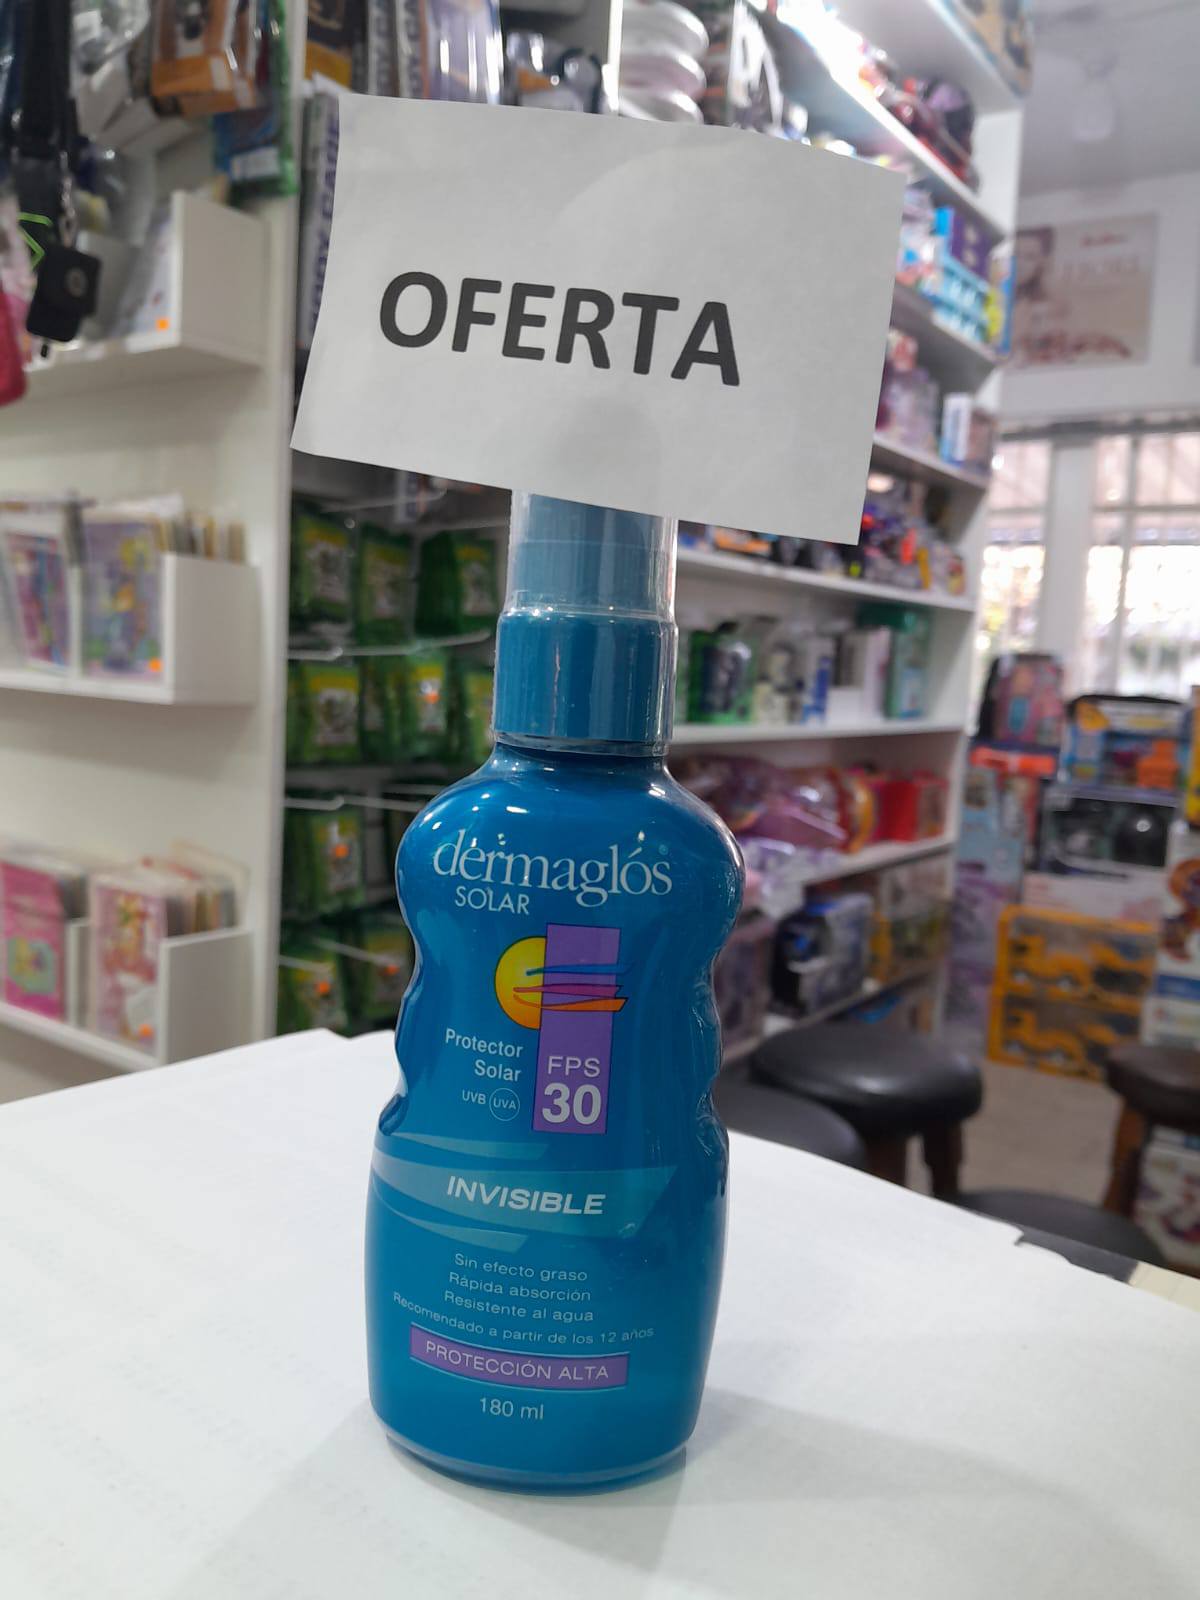 OFERTA
dermaglós®
SOLAR
Protector
Solar
UVB UVA
FPS
30
INVISIBLE
Sin efecto graso
Rápida absorción
Resistente al agua
Recomendado a partir de los 12 años
PROTECCIÓN ALTA
180 ml